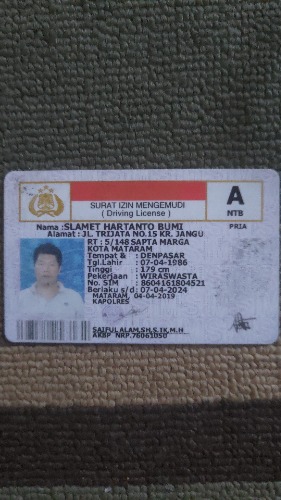 SURAT IZIN MENGEMUDI
( Driving License )
A
NTB
Nama : SLAMET HARTANTO BUMI
PRIA
Alamat : JL. TRIJATA NO.15 KR. JANGU
RT : 5/148 SAPTA MARGA
KOTA MATARAM
Tempat & : DENPASAR
Tgl.Lahir : 07-04-1986
Tinggi : 179 cm
Pekerjaan : WIRASWASTA
No. SIM : 8604161804521
Berlaku s/d : 07-04-2024
MATARAM, 04-04-2019
KAPOLRES
SAIFUL ALAM,SH,S.IK,M.H
AKBP NRP.76061050